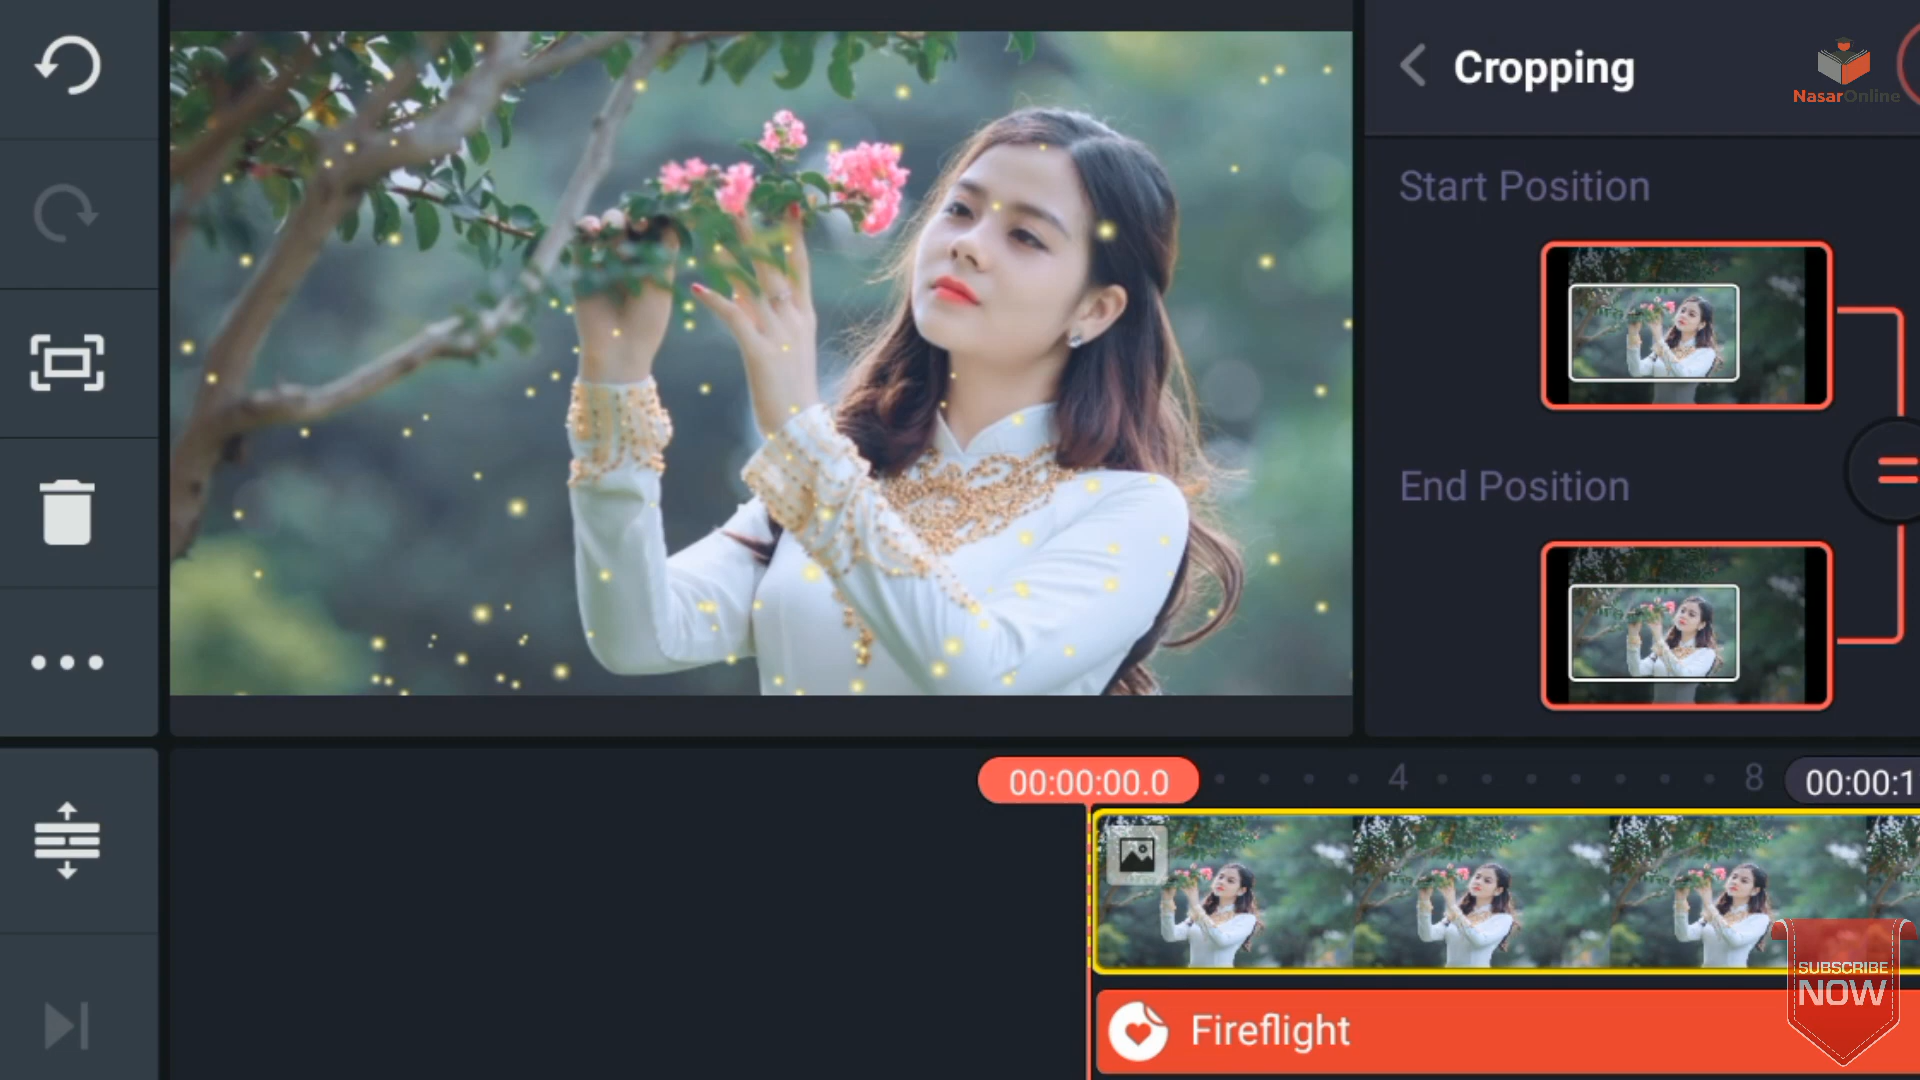 Cropping
NasarOnline
Start Position
End Position
00:00:00.0
4
8
00:00:1
Fireflight
SUBSCRIBE
NOW